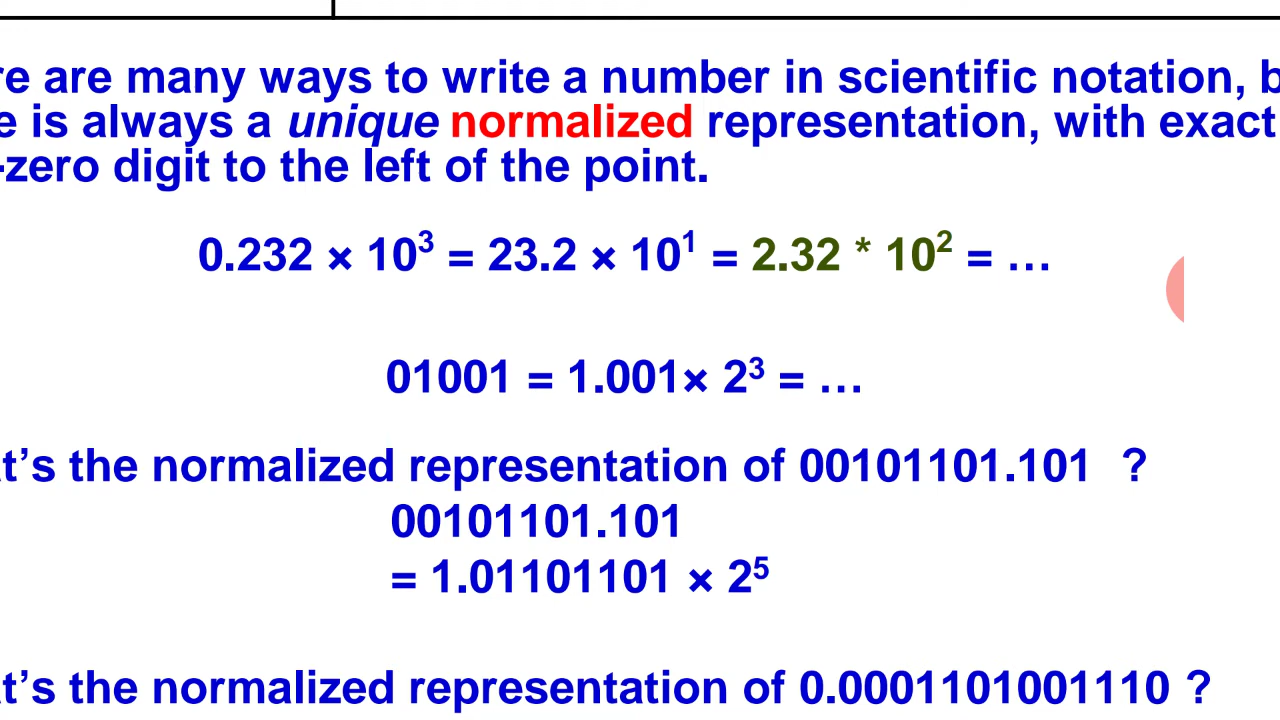 re are many ways to write a number in scientific notation, b
e is always a unique normalized representation, with exact
-zero digit to the left of the point.
0.232 × 10³ = 23.2 × 10¹ = 2.32 * 10² = …
01001 = 1.001× 2³ = …
t’s the normalized representation of 00101101.101 ?
00101101.101
= 1.01101101 × 2⁵
t’s the normalized representation of 0.0001101001110 ?